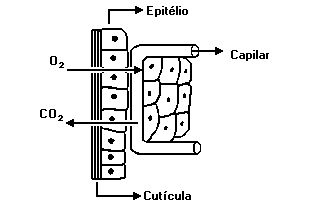 Epitélio
Capilar
O₂
CO₂
Cutícula